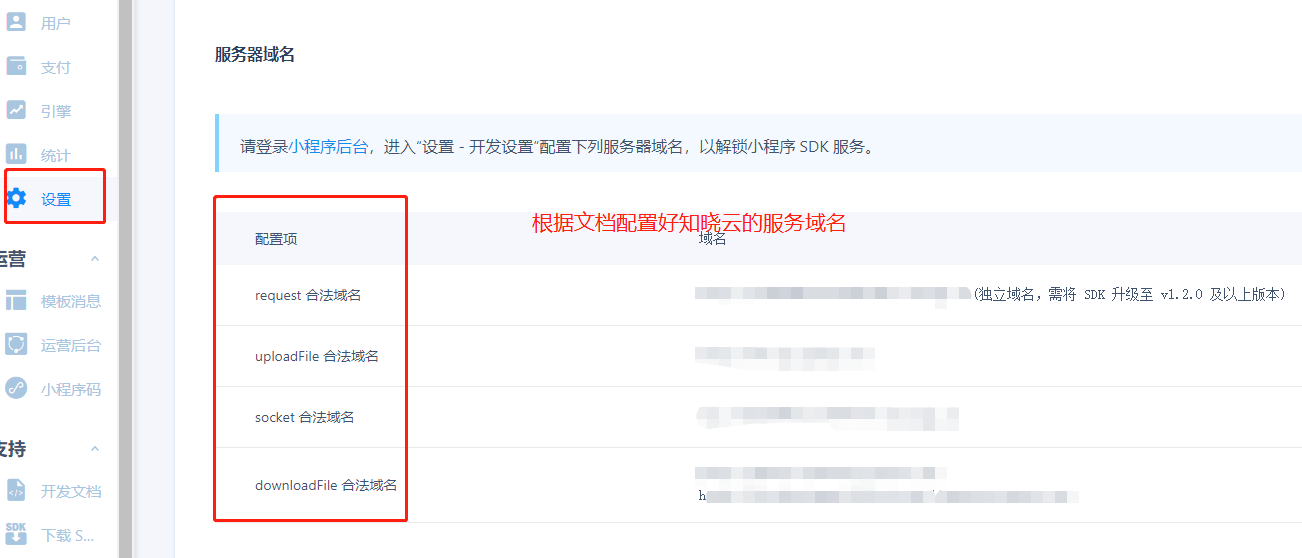 用户
支付
引擎
统计
设置
运营
模板消息
运营后台
小程序码
支持
开发文档
下载 S...
服务器域名
请登录小程序后台，进入“设置 - 开发设置”配置下列服务器域名，以解锁小程序 SDK 服务。
根据文档配置好知晓云的服务域名
配置项 域名
request 合法域名 (独立域名，需将 SDK 升级至 v1.2.0 及以上版本)
uploadFile 合法域名
socket 合法域名
downloadFile 合法域名
h